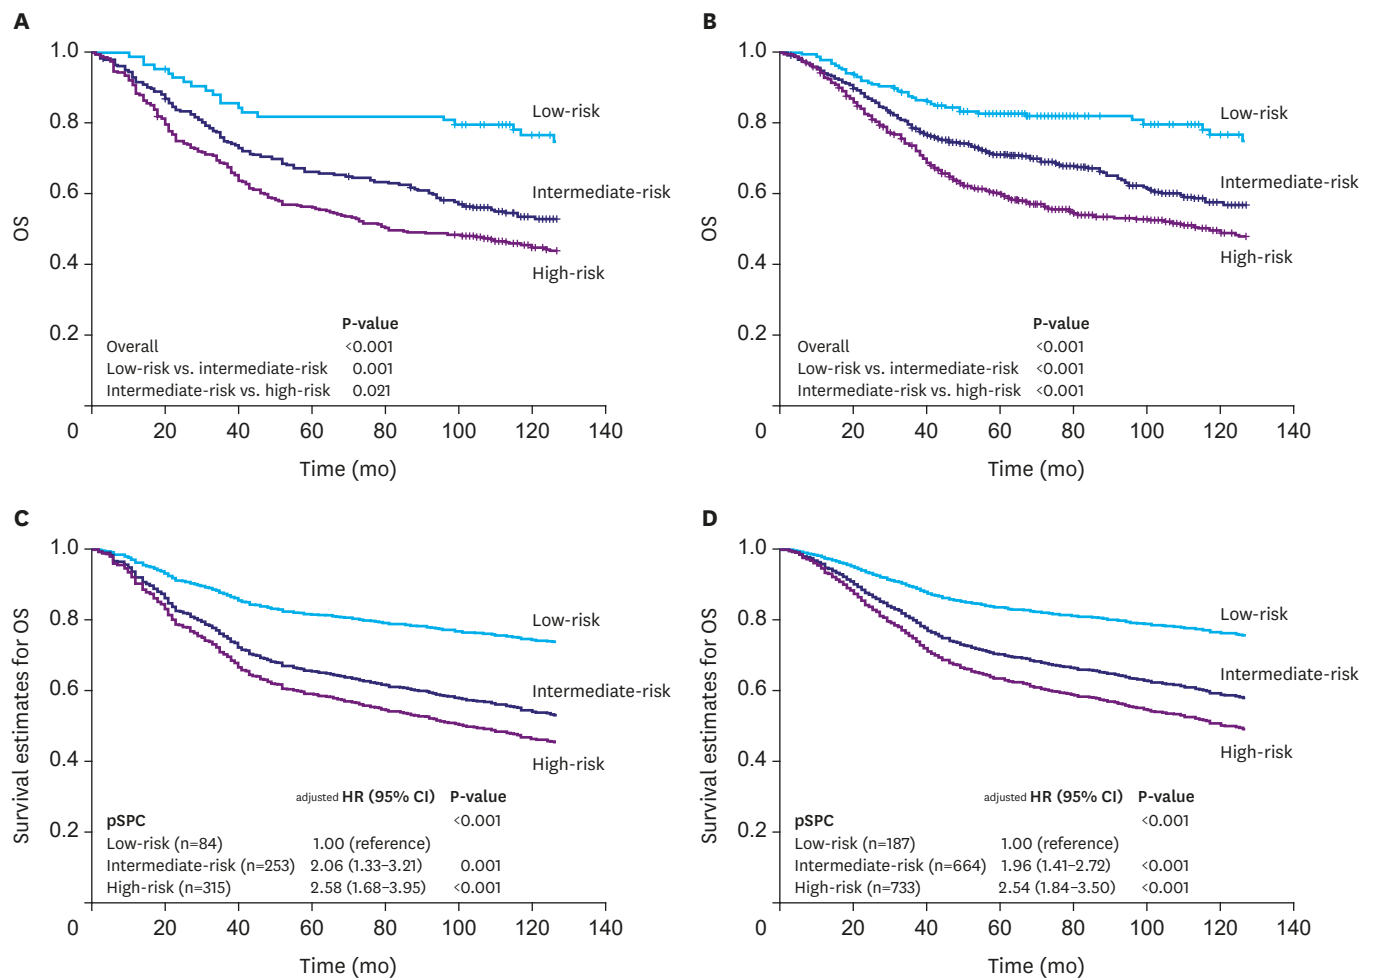 A
1.0
0.8
0.6
0.4
0.2
OS
Low-risk
Intermediate-risk
High-risk
P-value
Overall <0.001
Low-risk vs. intermediate-risk 0.001
Intermediate-risk vs. high-risk 0.021
0 20 40 60 80 100 120 140
Time (mo)
B
1.0
0.8
0.6
0.4
0.2
OS
Low-risk
Intermediate-risk
High-risk
P-value
Overall <0.001
Low-risk vs. intermediate-risk <0.001
Intermediate-risk vs. high-risk <0.001
0 20 40 60 80 100 120 140
Time (mo)
C
1.0
0.8
0.6
0.4
0.2
Survival estimates for OS
Low-risk
Intermediate-risk
High-risk
adjusted HR (95% CI) P-value
pSPC <0.001
Low-risk (n=84) 1.00 (reference)
Intermediate-risk (n=253) 2.06 (1.33–3.21) 0.001
High-risk (n=315) 2.58 (1.68–3.95) <0.001
0 20 40 60 80 100 120 140
Time (mo)
D
1.0
0.8
0.6
0.4
0.2
Survival estimates for OS
Low-risk
Intermediate-risk
High-risk
adjusted HR (95% CI) P-value
pSPC <0.001
Low-risk (n=187) 1.00 (reference)
Intermediate-risk (n=664) 1.96 (1.41–2.72) <0.001
High-risk (n=733) 2.54 (1.84–3.50) <0.001
0 20 40 60 80 100 120 140
Time (mo)